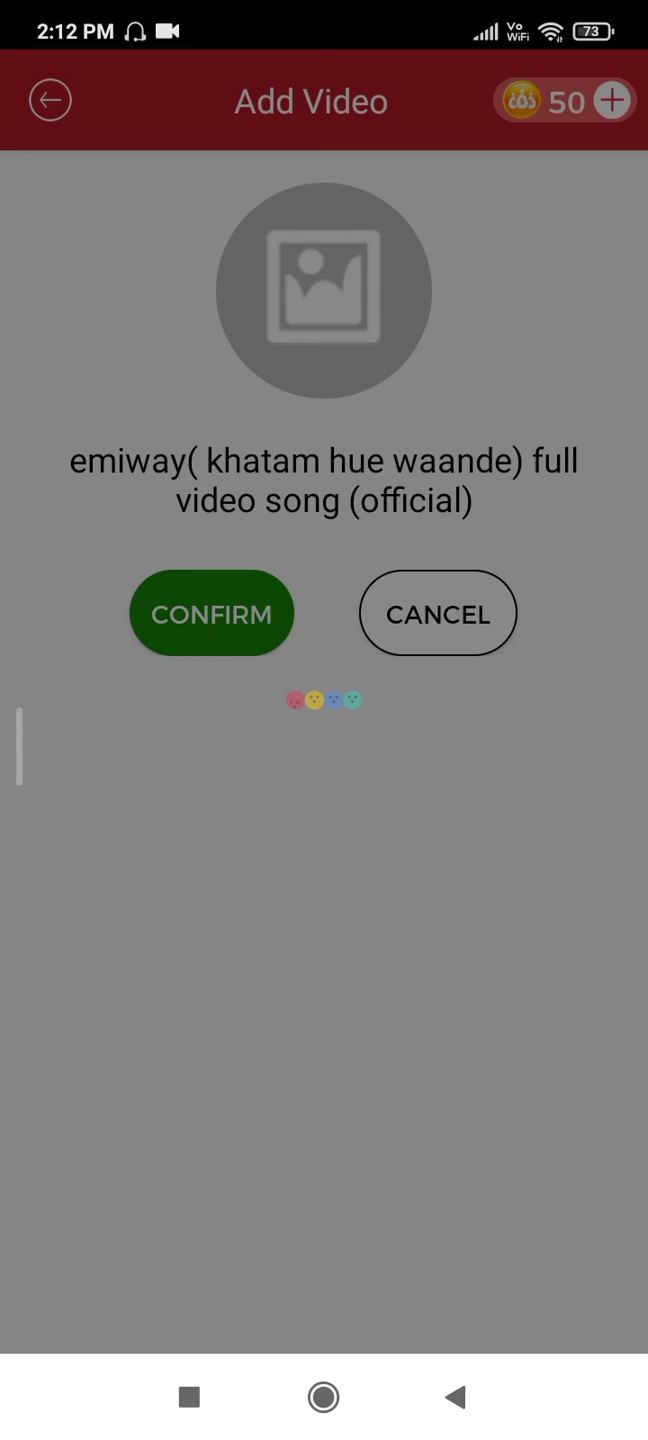 2:12 PM
Vo
WiFi
73
Add Video
50
emiway( khatam hue waande) full
video song (official)
CONFIRM
CANCEL